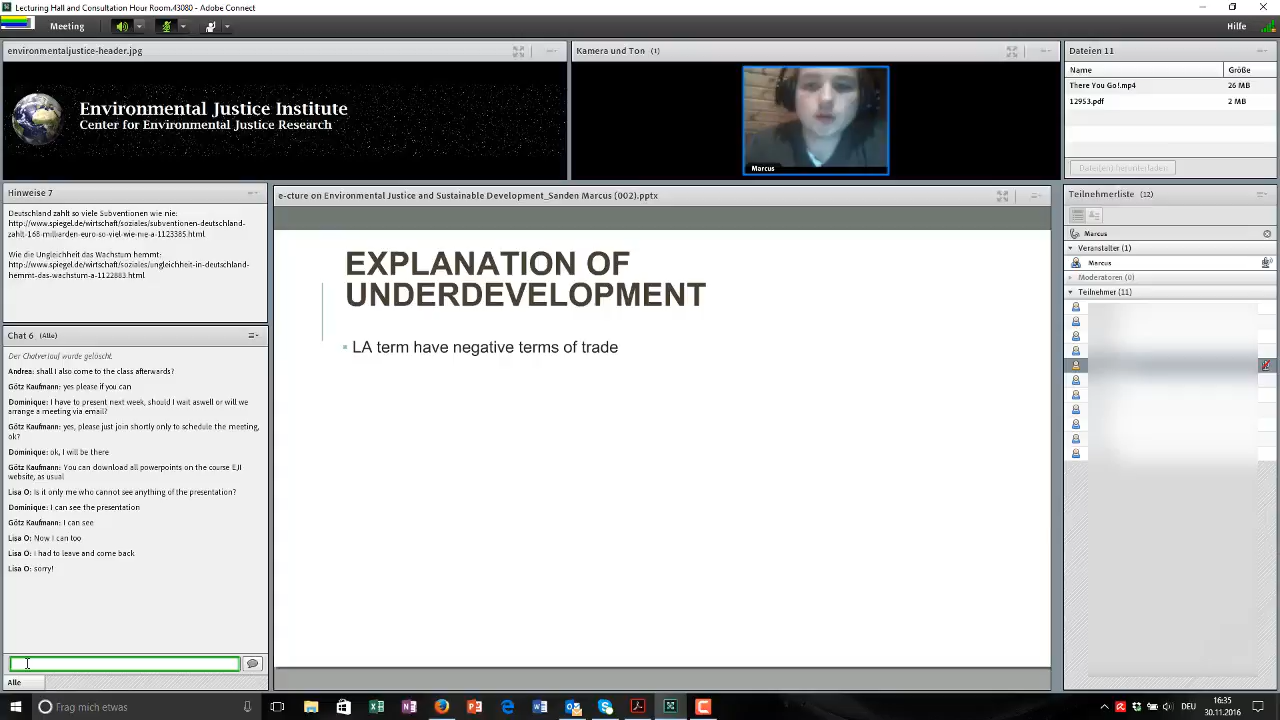 Lecturing Hall and Consultation Hour Room,43080 - Adobe Connect
Meeting
Hilfe
environmentaljustice-header.jpg
Environmental Justice Institute
Center for Environmental Justice Research
Kamera und Ton (1)
Marcus
Dateien 11
Name Größe
There You Go!.mp4 26 MB
12953.pdf 2 MB
Datei(en) herunterladen
Hinweise 7
Deutschland zahlt so viele Subventionen wie nie:
http://www.spiegel.de/wirtschaft/soziales/subventionen-deutschland-
zahlt-168-milliarden-euro-so-viel-wie-nie-a-1123385.html
Wie die Ungleichheit das Wachstum hemmt:
http://www.spiegel.de/wirtschaft/soziales/ungleichheit-in-deutschland-
hemmt-das-wachstum-a-1122883.html
Chat 6 (Alle)
Der Chatverlauf wurde gelöscht.
Andrea: shall I also come to the class afterwards?
Götz Kaufmann: yes please if you can
Dominique: I have to present next week, should I wait aswell or will we
arrange a meeting via email?
Götz Kaufmann: yes, please just join shortly only to schedule the meeting,
ok?
Dominique: ok, I will be there
Götz Kaufmann: You can download all powerpoints on the course EJI
website, as usual
Lisa O: Is it only me who cannot see anything of the presentation?
Dominique: I can see the presentation
Götz Kaufmann: I can see
Lisa O: Now I can too
Lisa O: I had to leave and come back
Lisa O: sorry!
Alle
e-cture on Environmental Justice and Sustainable Development_Sanden Marcus (002).pptx
EXPLANATION OF
UNDERDEVELOPMENT
LA term have negative terms of trade
Teilnehmerliste (12)
Marcus
Veranstalter (1)
Marcus
Moderatoren (0)
Teilnehmer (11)
Frag mich etwas
16:35
DEU
30.11.2016